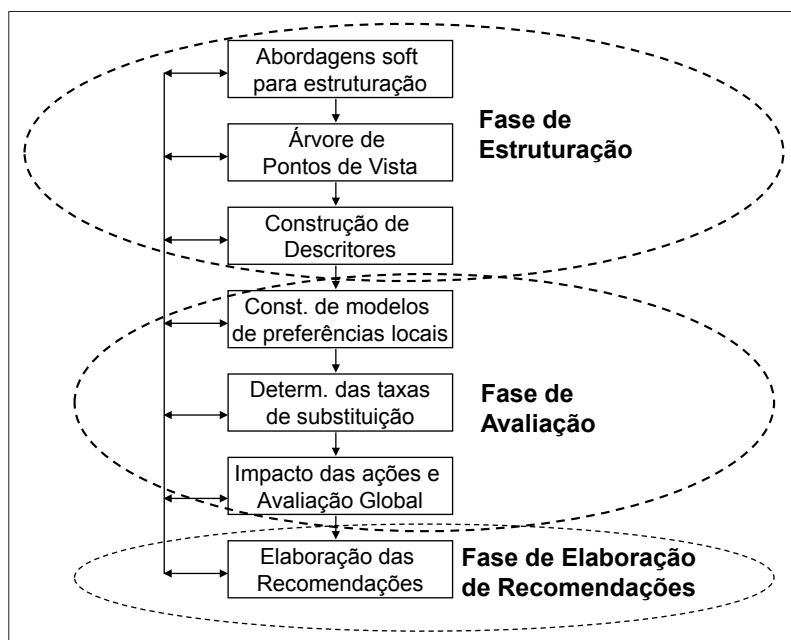 Abordagens soft
para estruturação
Fase de
Estruturação
Árvore de
Pontos de Vista
Construção de
Descritores
Const. de modelos
de preferências locais
Determ. das taxas
de substituição
Fase de
Avaliação
Impacto das ações e
Avaliação Global
Elaboração das
Recomendações
Fase de Elaboração
de Recomendações